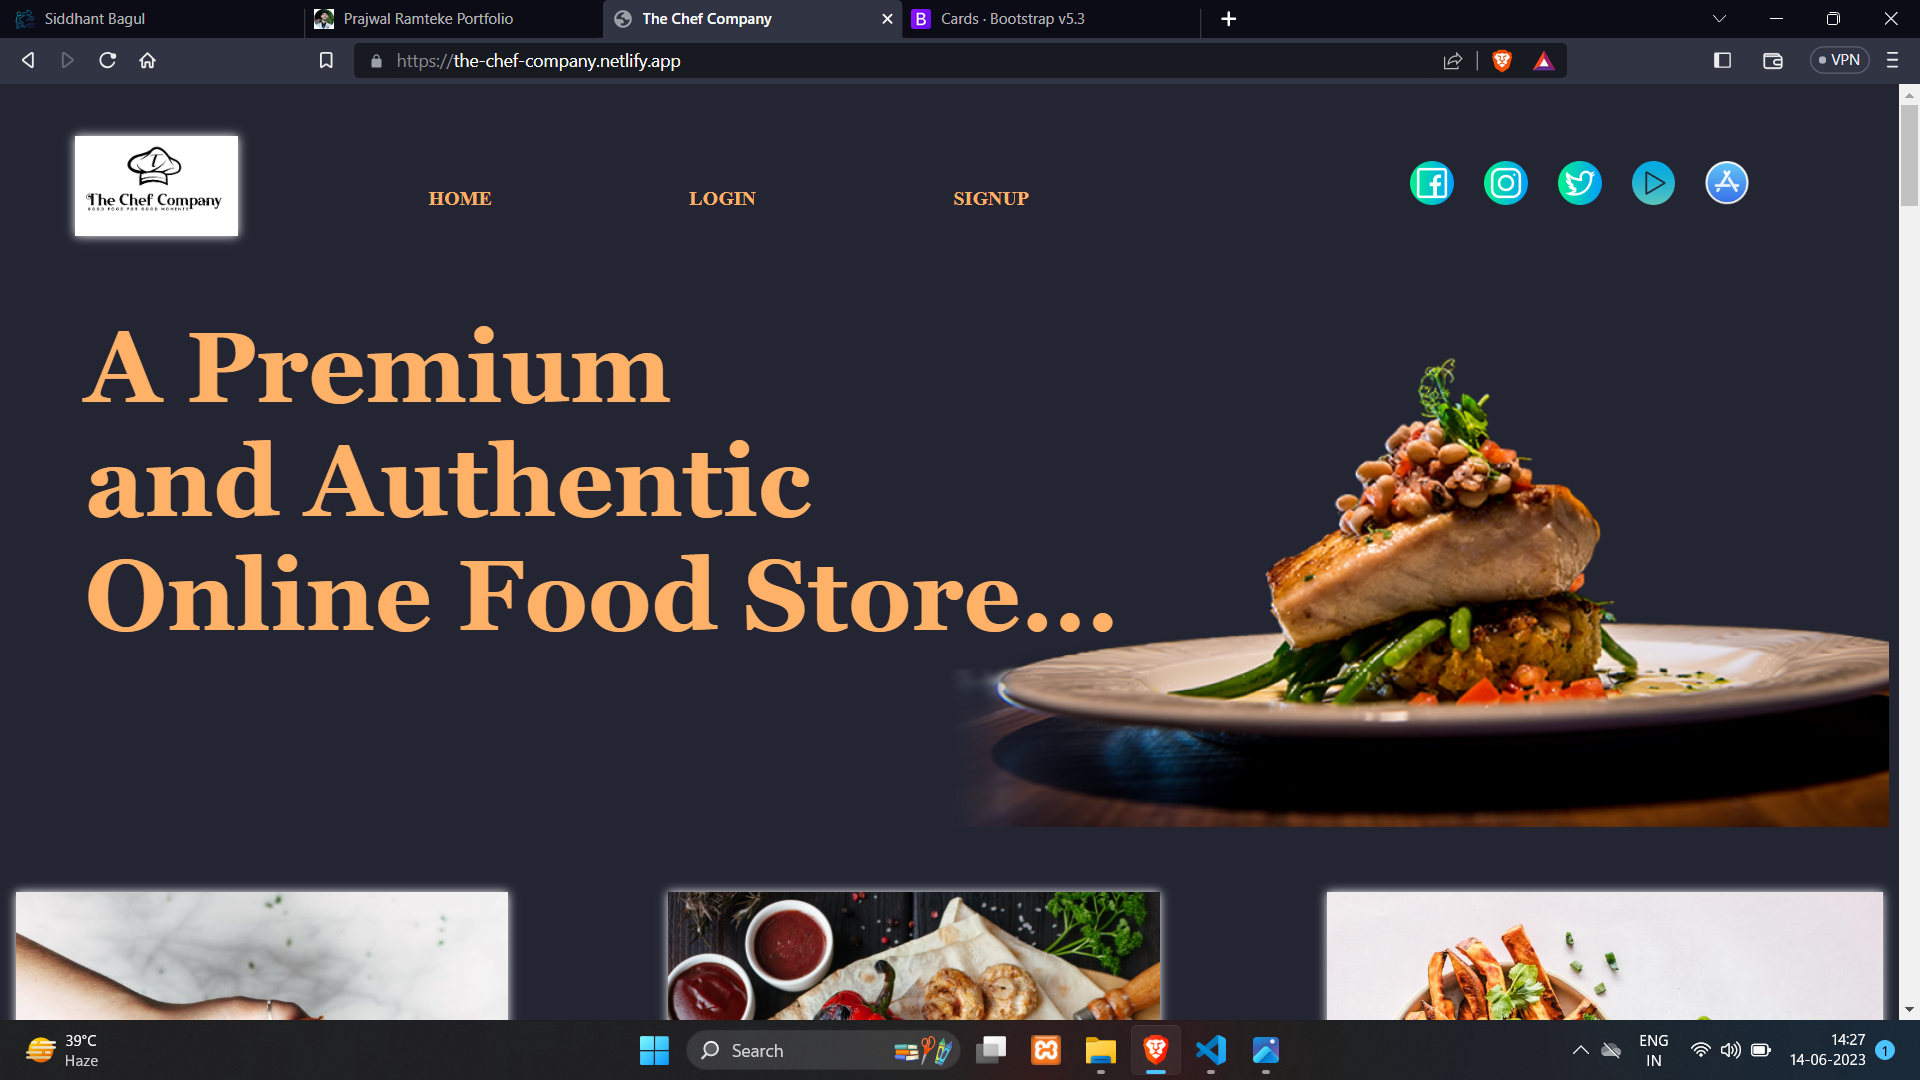 Siddhant Bagul
Prajwal Ramteke Portfolio
The Chef Company
B Cards · Bootstrap v5.3
https://the-chef-company.netlify.app
VPN
The Chef Company
GOOD FOOD FOR GOOD MOMENTS
HOME
LOGIN
SIGNUP
A Premium
and Authentic
Online Food Store...
39°C
Haze
Search
ENG
IN
14:27
14-06-2023
1